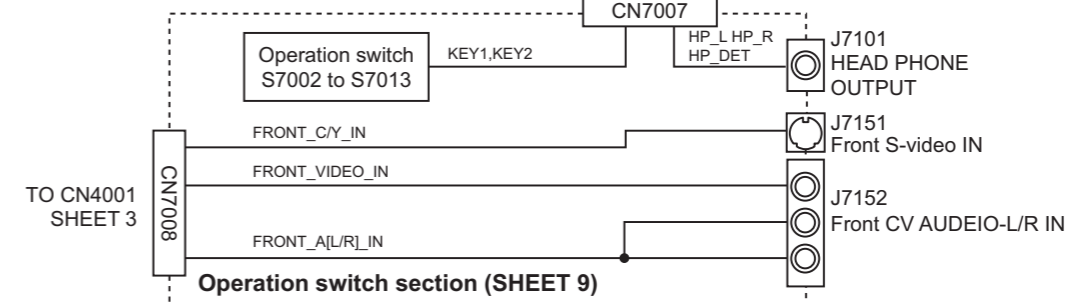 CN7007
Operation switch
S7002 to S7013
KEY1,KEY2
HP_L HP_R
HP_DET
J7101
HEAD PHONE
OUTPUT
FRONT_C/Y_IN
J7151
Front S-video IN
TO CN4001
SHEET 3
CN7008
FRONT_VIDEO_IN
J7152
Front CV AUDEIO-L/R IN
FRONT_A[L/R]_IN
Operation switch section (SHEET 9)